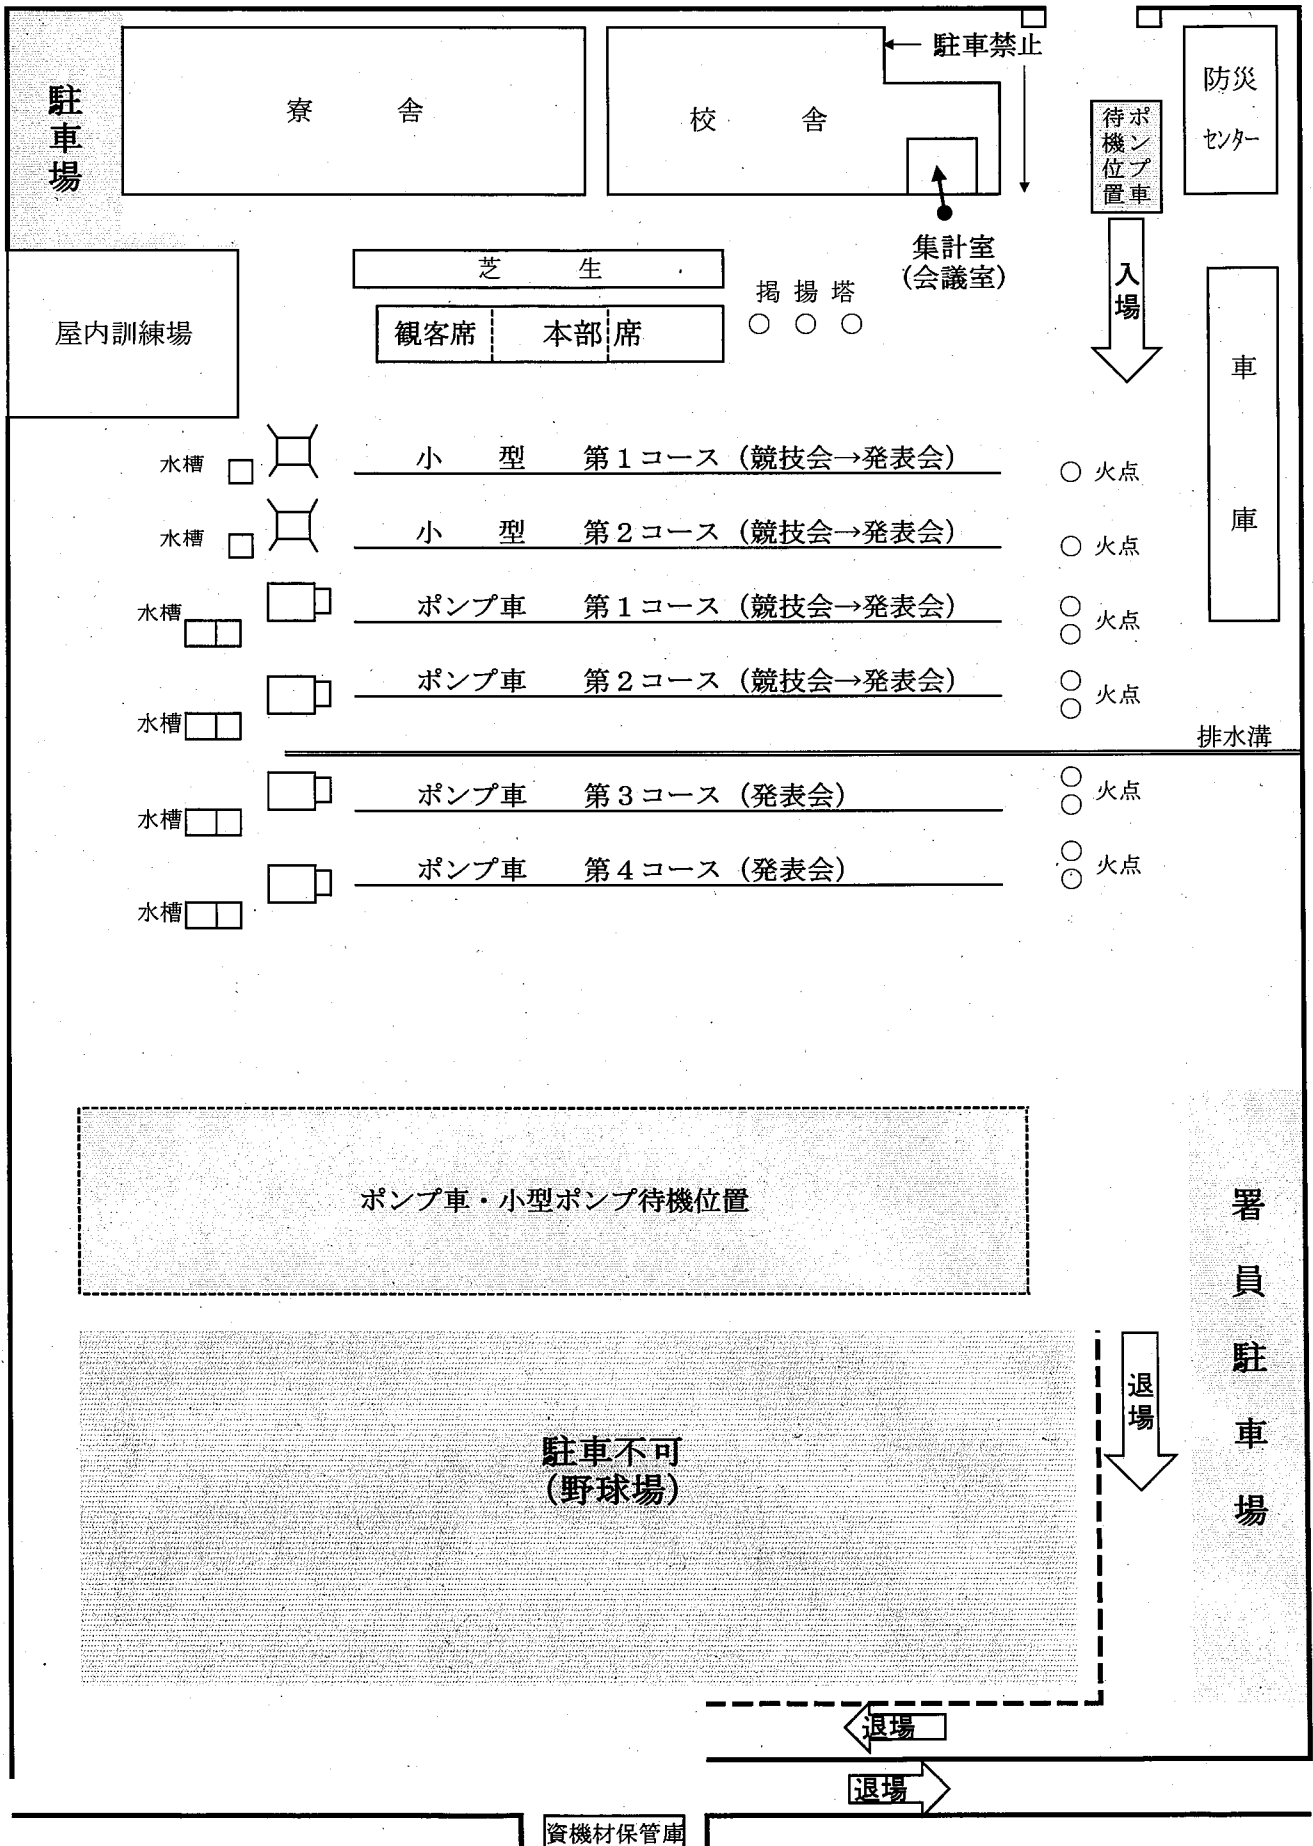 駐車場
寮舎
校舎
駐車禁止
防災
センター
ポンプ車
待機位置
集計室
(会議室)
入場
芝生
掲揚塔
観客席
本部席
屋内訓練場
車庫
水槽
小型 第1コース (競技会→発表会)
火点
水槽
小型 第2コース (競技会→発表会)
火点
水槽
ポンプ車 第1コース (競技会→発表会)
火点
水槽
ポンプ車 第2コース (競技会→発表会)
火点
排水溝
水槽
ポンプ車 第3コース (発表会)
火点
水槽
ポンプ車 第4コース (発表会)
火点
ポンプ車・小型ポンプ待機位置
署員駐車場
退場
駐車不可
(野球場)
退場
退場
資機材保管庫